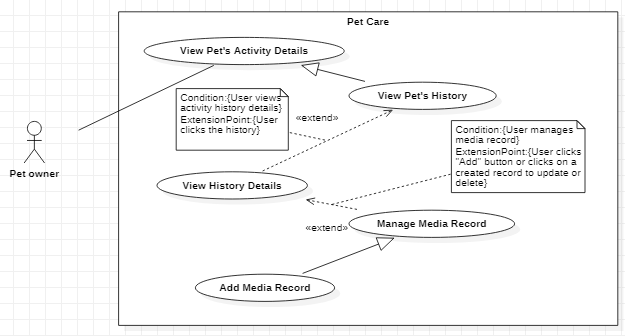 Pet Care
View Pet's Activity Details
View Pet's History
Condition:{User views
activity history details}
ExtensionPoint:{User
clicks the history}
«extend»
Condition:{User manages
media record}
ExtensionPoint:{User clicks
"Add" button or clicks on a
created record to update or
delete}
Pet owner
View History Details
«extend»
Manage Media Record
Add Media Record